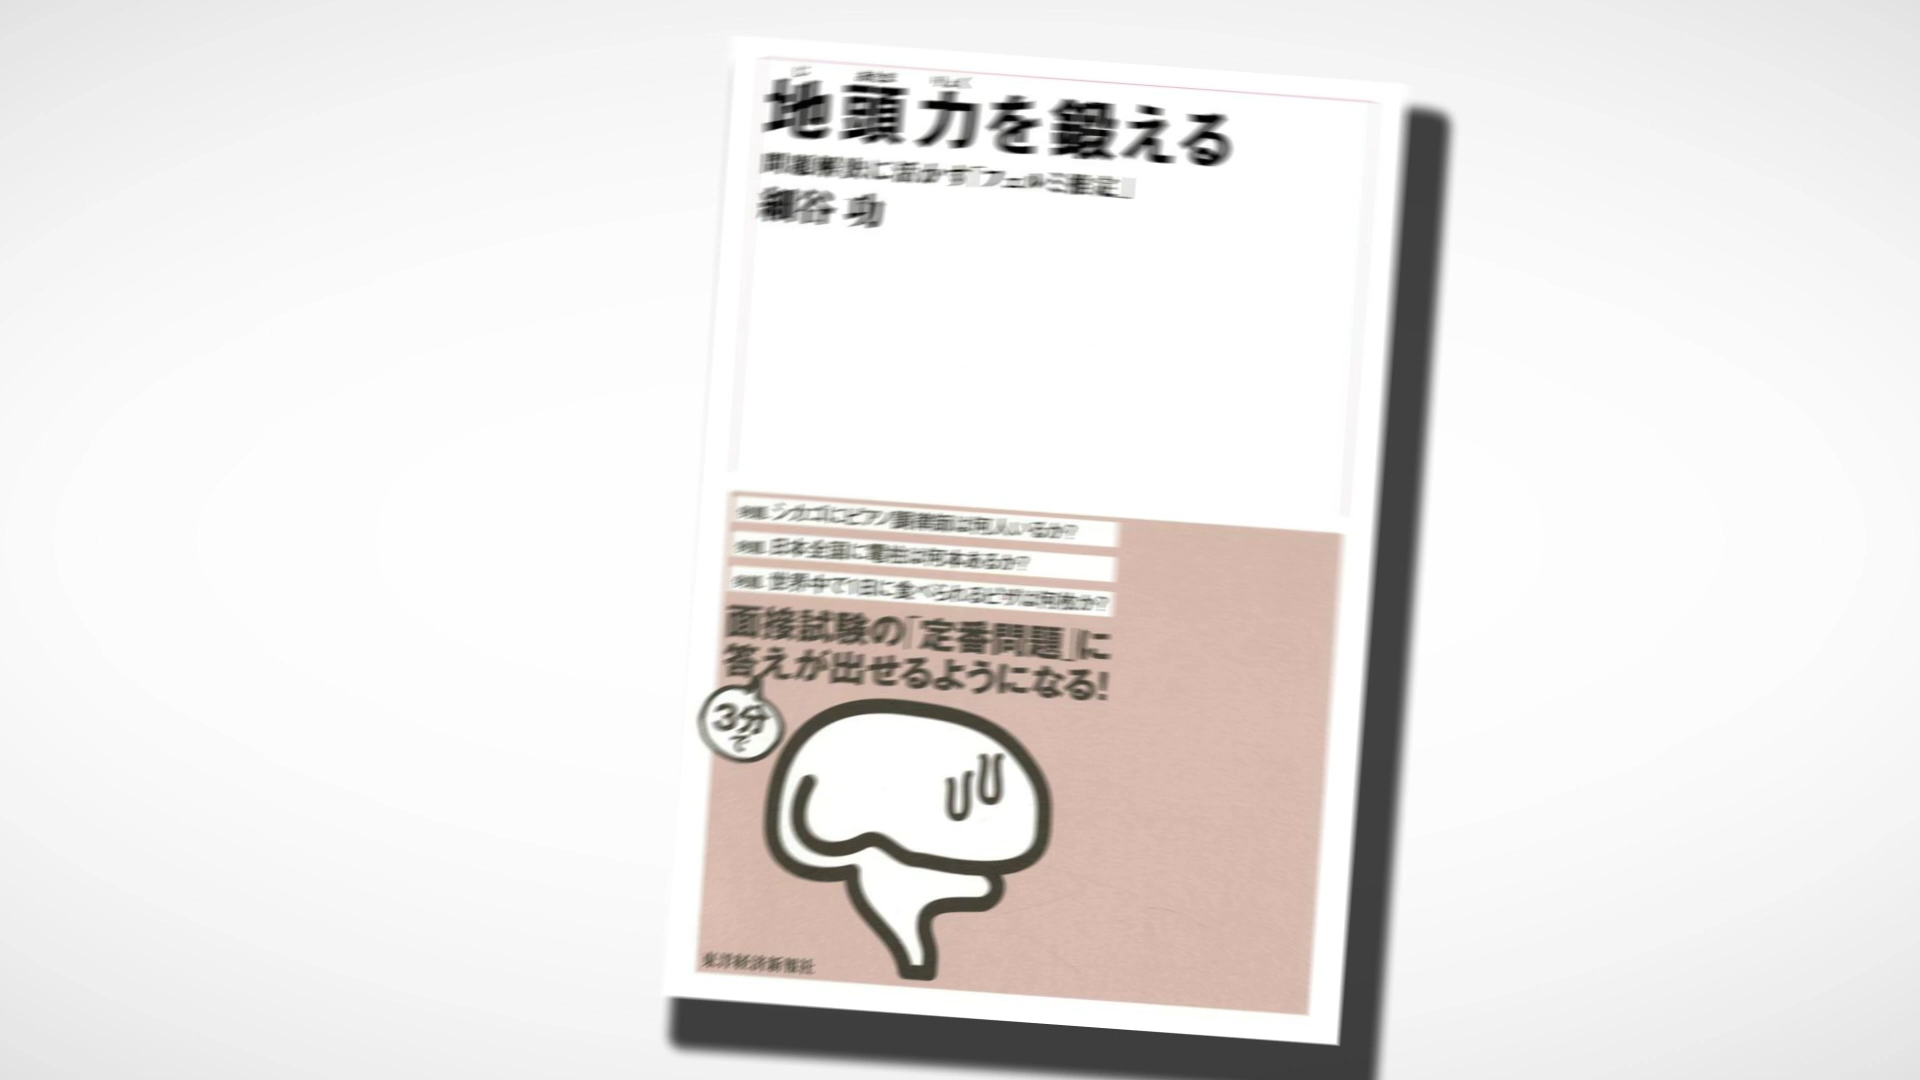 地頭力を鍛える
問題解決に活かす「フェルミ推定」
細谷 功
例題 シカゴにピアノ調律師は何人いるか?
例題 日本全国に電柱は何本あるか?
例題 世界中で1日に食べられるピザは何枚か?
面接試験の「定番問題」に
答えが出せるようになる!
3分
で
東洋経済新報社